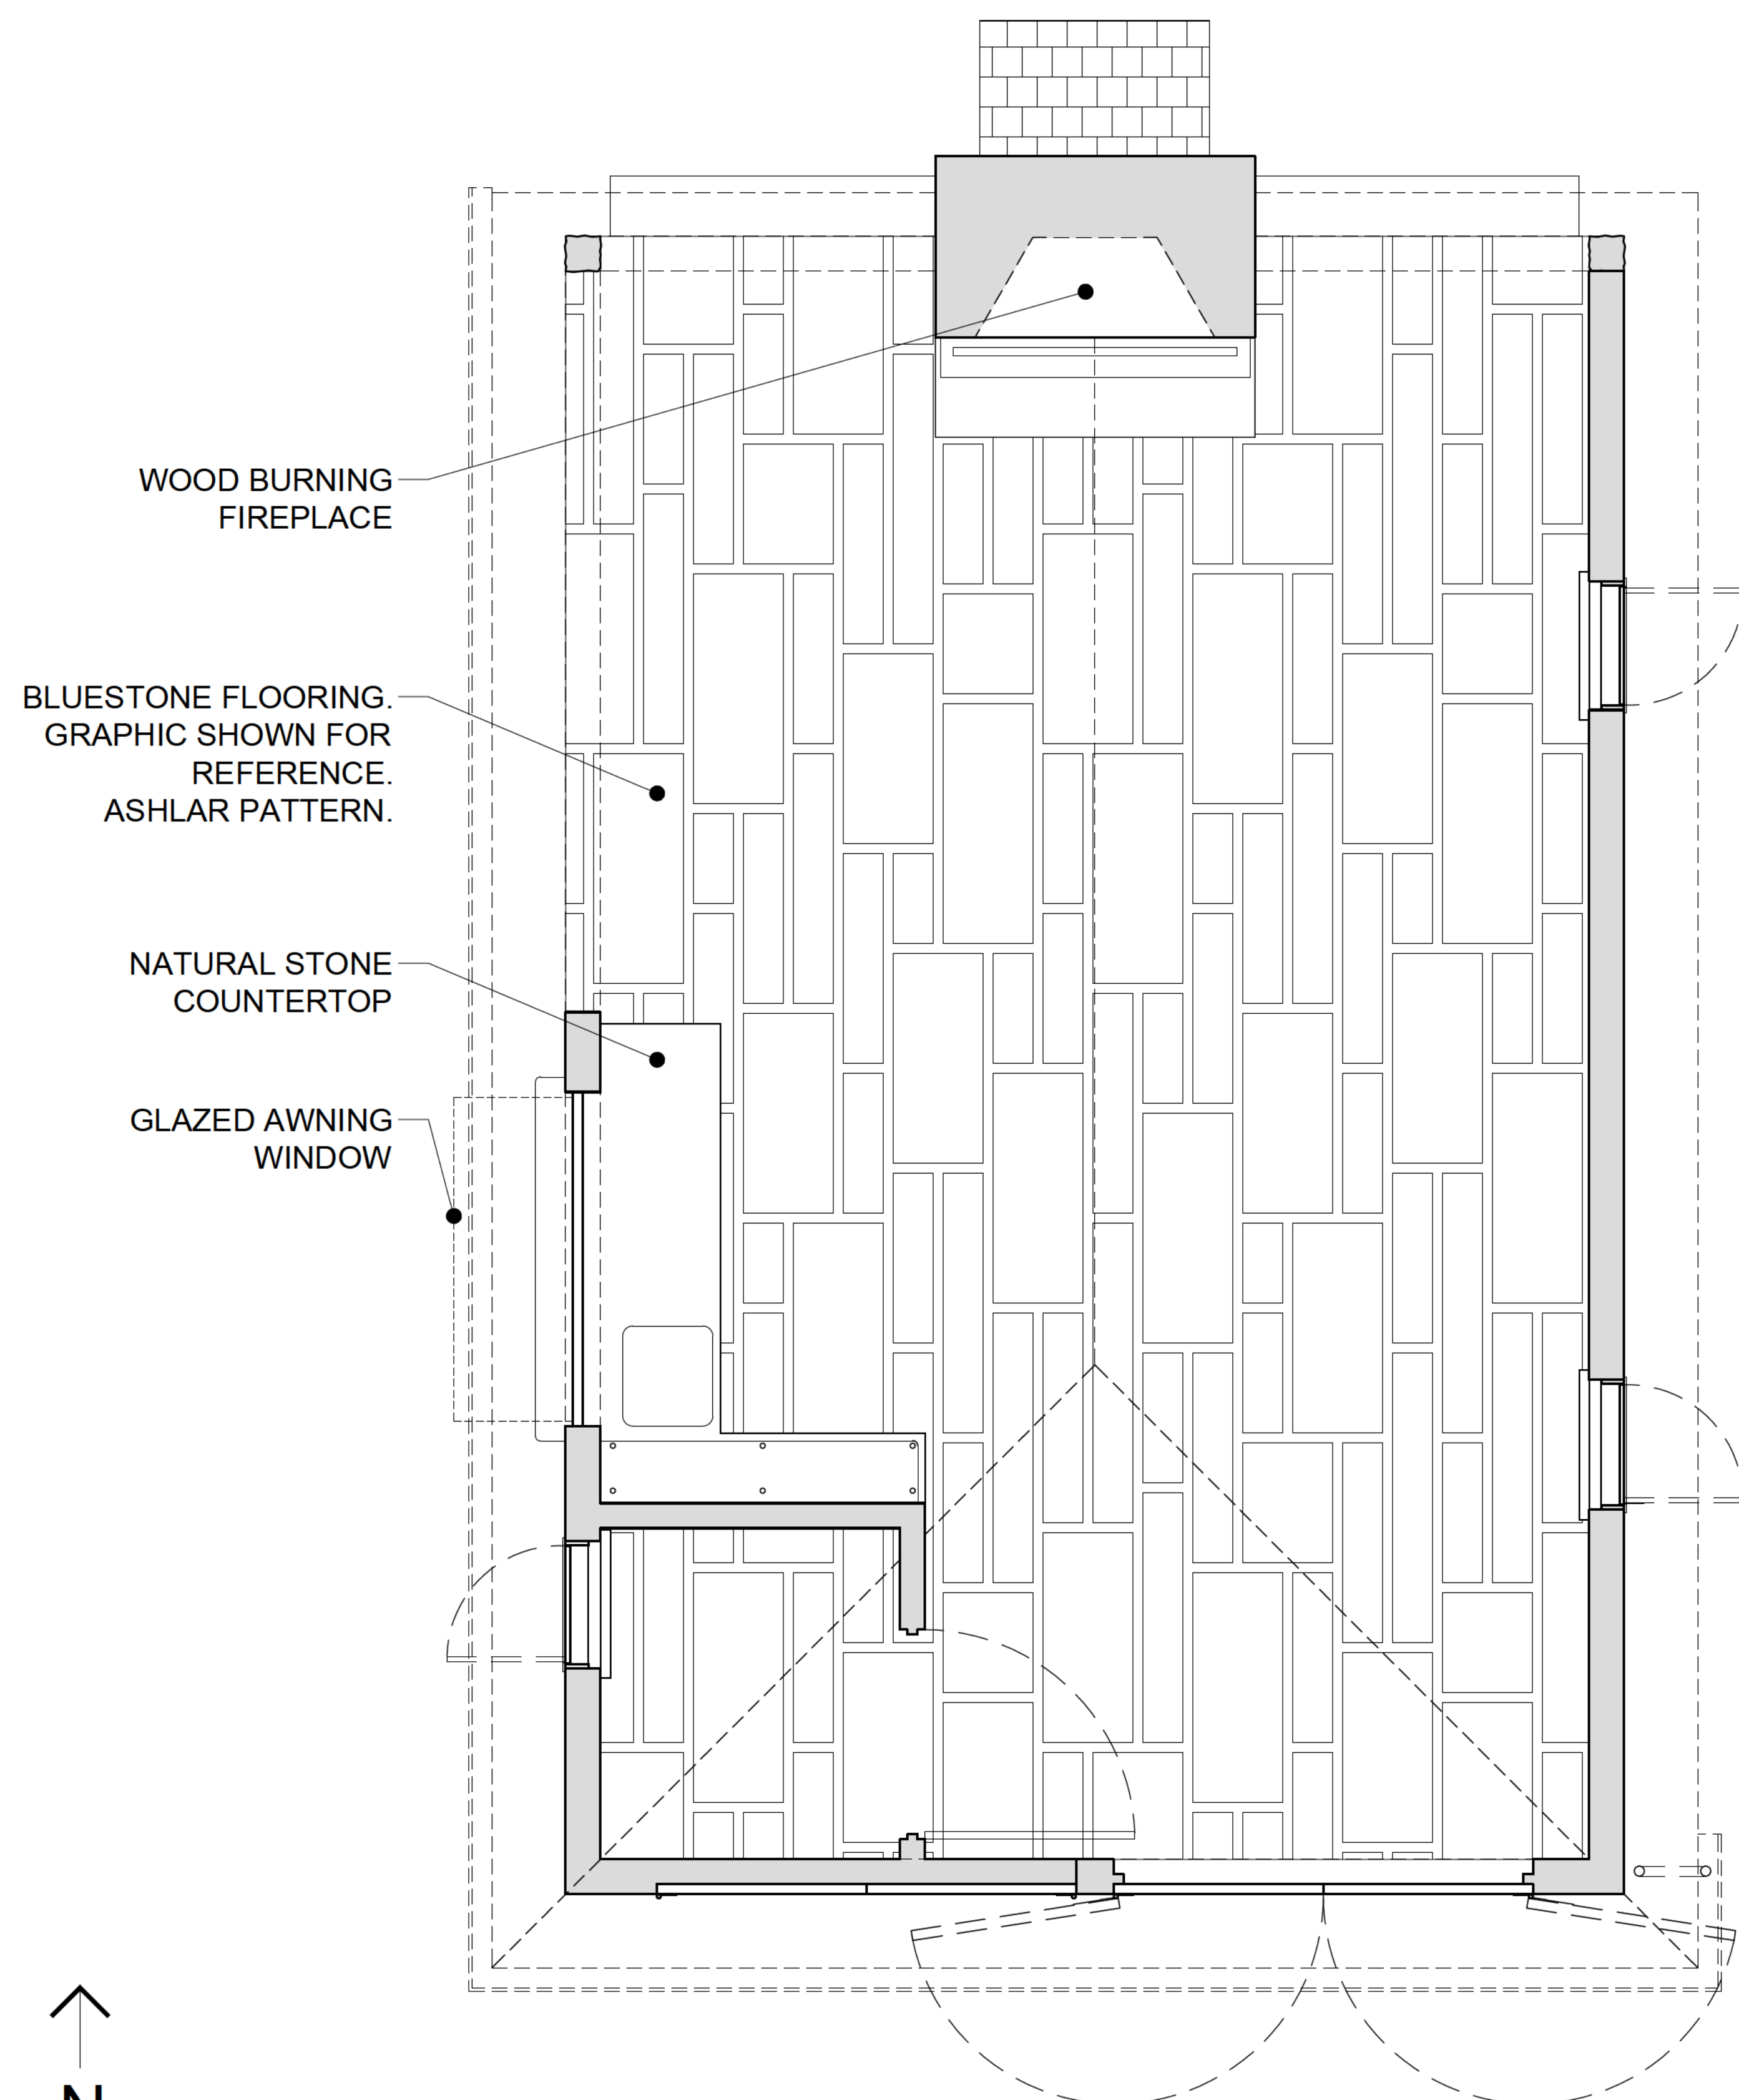 WOOD BURNING
FIREPLACE
BLUESTONE FLOORING.
GRAPHIC SHOWN FOR
REFERENCE.
ASHLAR PATTERN.
NATURAL STONE
COUNTERTOP
GLAZED AWNING
WINDOW
N